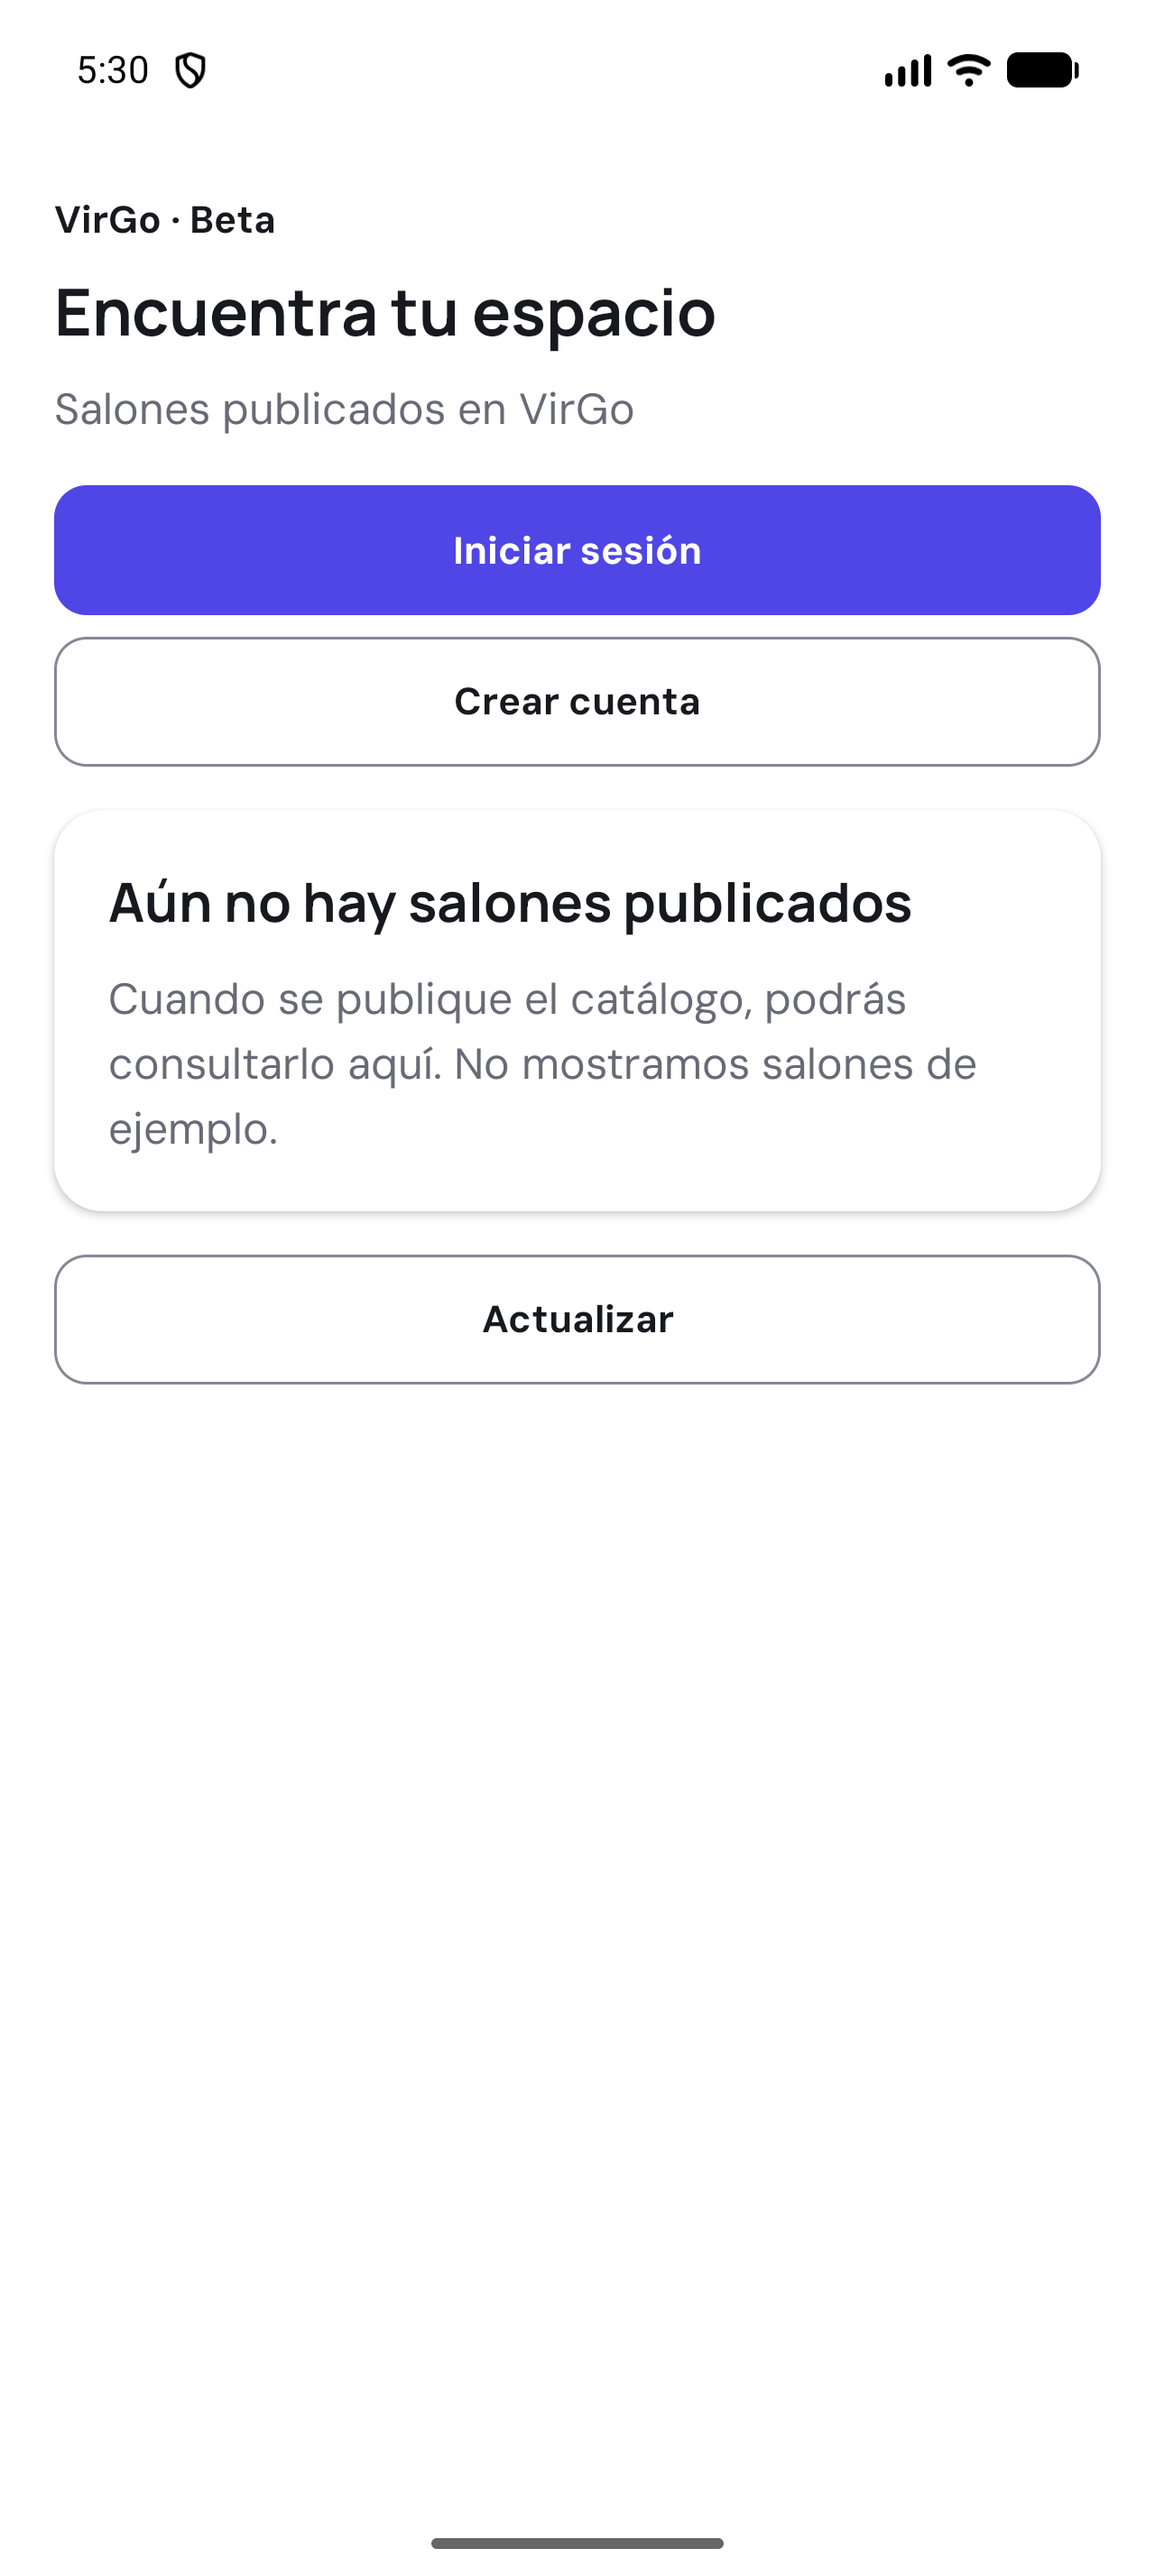 5:30
VirGo · Beta
Encuentra tu espacio
Salones publicados en VirGo
Iniciar sesión
Crear cuenta
Aún no hay salones publicados
Cuando se publique el catálogo, podrás
consultarlo aquí. No mostramos salones de
ejemplo.
Actualizar